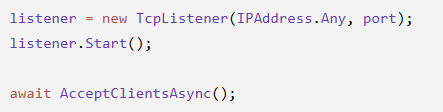 listener = new TcpListener(IPAddress.Any, port);
listener.Start();
await AcceptClientsAsync();